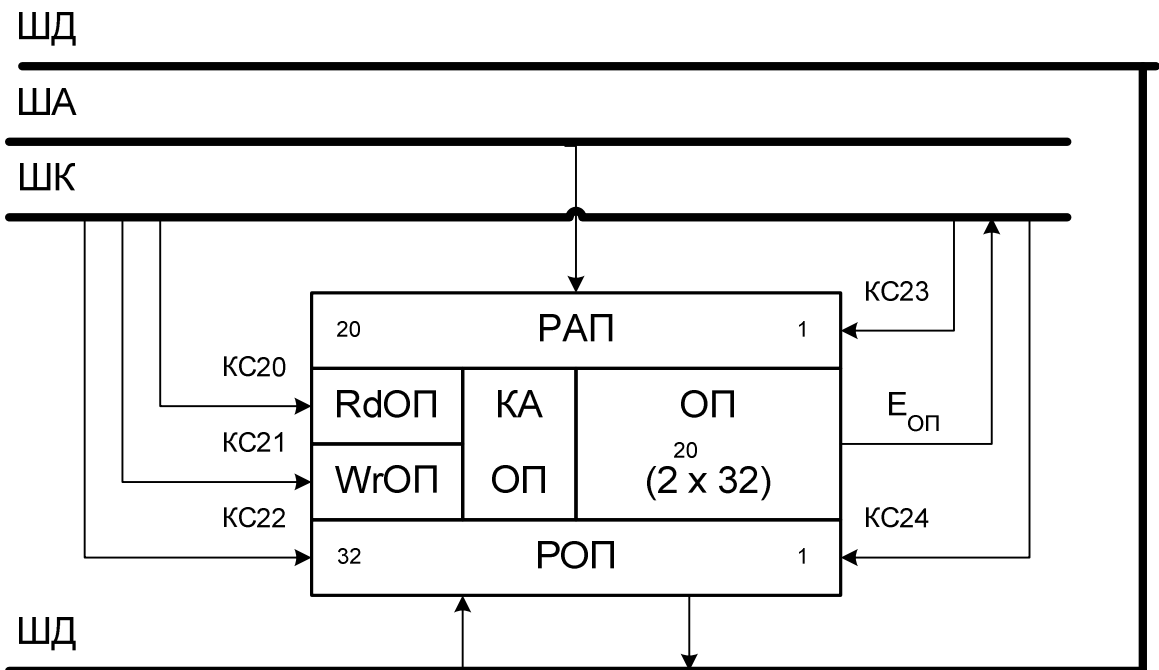 ШД
ША
ШК
КС23
20 РАП 1
КС20
RdОП КА ОП
ЕОП
КС21
20
WrОП ОП (2 x 32)
КС22
КС24
32 РОП 1
ШД